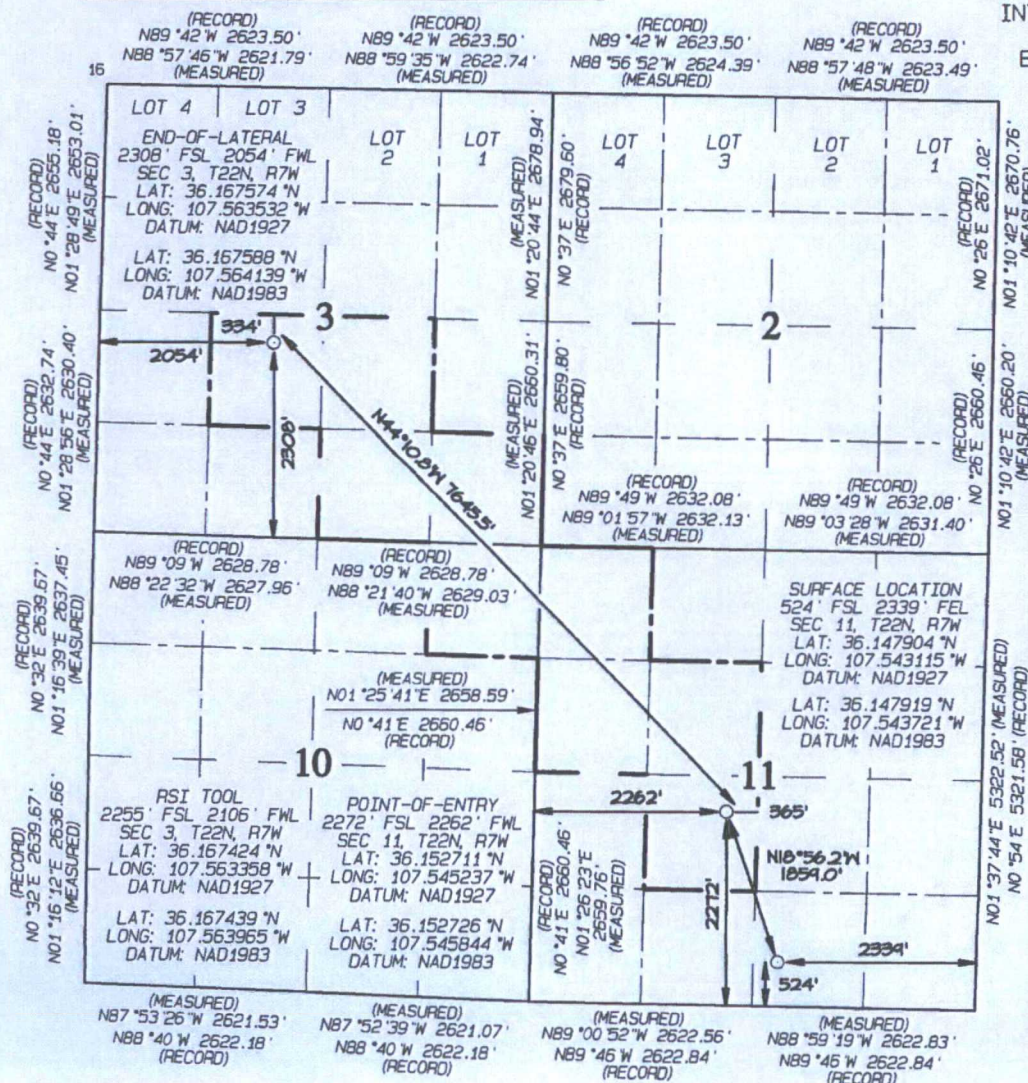 (RECORD)
N89°42'W 2623.50'
N88°57'46"W 2621.79'
(MEASURED)
(RECORD)
N89°42'W 2623.50'
N88°59'35"W 2622.74'
(MEASURED)
(RECORD)
N89°42'W 2623.50'
N88°56'52"W 2624.39'
(MEASURED)
(RECORD)
N89°42'W 2623.50'
N88°57'48"W 2623.49'
(MEASURED)
16
LOT 4
LOT 3
LOT
2
LOT
1
LOT
4
LOT
3
LOT
2
LOT
1
END-OF-LATERAL
2308' FSL 2054' FWL
SEC 3, T22N, R7W
LAT: 36.167574°N
LONG: 107.563532°W
DATUM: NAD1927
LAT: 36.167588°N
LONG: 107.564139°W
DATUM: NAD1983
(RECORD)
N0°44'E 2655.18'
N01°28'49"E 2653.01'
(MEASURED)
(MEASURED)
N01°20'44"E 2678.94'
N0°37'E 2679.60'
(RECORD)
(RECORD)
N0°26'E 2671.02'
N01°10'42"E 2670.76'
334'
3
2054'
2308'
2
N44°10.8'W 7645.5'
(RECORD)
N0°44'E 2632.74'
N01°28'56"E 2630.40'
(MEASURED)
(MEASURED)
N01°20'46"E 2660.31'
N0°37'E 2659.80'
(RECORD)
(RECORD)
N0°26'E 2660.46'
N01°10'42"E 2660.20'
(MEASURED)
(RECORD)
N89°49'W 2632.08'
N89°01'57"W 2632.13'
(MEASURED)
(RECORD)
N89°49'W 2632.08'
N89°03'28"W 2631.40'
(MEASURED)
(RECORD)
N89°09'W 2628.78'
N88°22'32"W 2627.96'
(MEASURED)
(RECORD)
N89°09'W 2628.78'
N88°21'40"W 2629.03'
(MEASURED)
SURFACE LOCATION
524' FSL 2339' FEL
SEC 11, T22N, R7W
LAT: 36.147904°N
LONG: 107.543115°W
DATUM: NAD1927
LAT: 36.147919°N
LONG: 107.543721°W
DATUM: NAD1983
(RECORD)
N0°32'E 2639.67'
N01°16'39"E 2637.45'
(MEASURED)
(MEASURED)
N01°25'41"E 2658.59'
N0°41'E 2660.46'
(RECORD)
N01°37'44"E 5322.52' (MEASURED)
N0°54'E 5321.58' (RECORD)
10
11
RSI TOOL
2255' FSL 2106' FWL
SEC 3, T22N, R7W
LAT: 36.167424°N
LONG: 107.563358°W
DATUM: NAD1927
LAT: 36.167439°N
LONG: 107.563965°W
DATUM: NAD1983
POINT-OF-ENTRY
2272' FSL 2262' FWL
SEC 11, T22N, R7W
LAT: 36.152711°N
LONG: 107.545237°W
DATUM: NAD1927
LAT: 36.152726°N
LONG: 107.545844°W
DATUM: NAD1983
2262'
365'
N18°56.2'W
1859.0'
2272'
2334'
524'
(RECORD)
N0°32'E 2639.67'
N01°16'12"E 2636.66'
(MEASURED)
(RECORD)
N0°41'E 2660.46'
N01°26'23"E
2659.76'
(MEASURED)
(MEASURED)
N87°53'26"W 2621.53'
N88°40'W 2622.18'
(RECORD)
(MEASURED)
N87°52'39"W 2621.07'
N88°40'W 2622.18'
(RECORD)
(MEASURED)
N89°00'52"W 2622.56'
N89°46'W 2622.84'
(RECORD)
(MEASURED)
N88°59'19"W 2622.83'
N89°46'W 2622.84'
(RECORD)